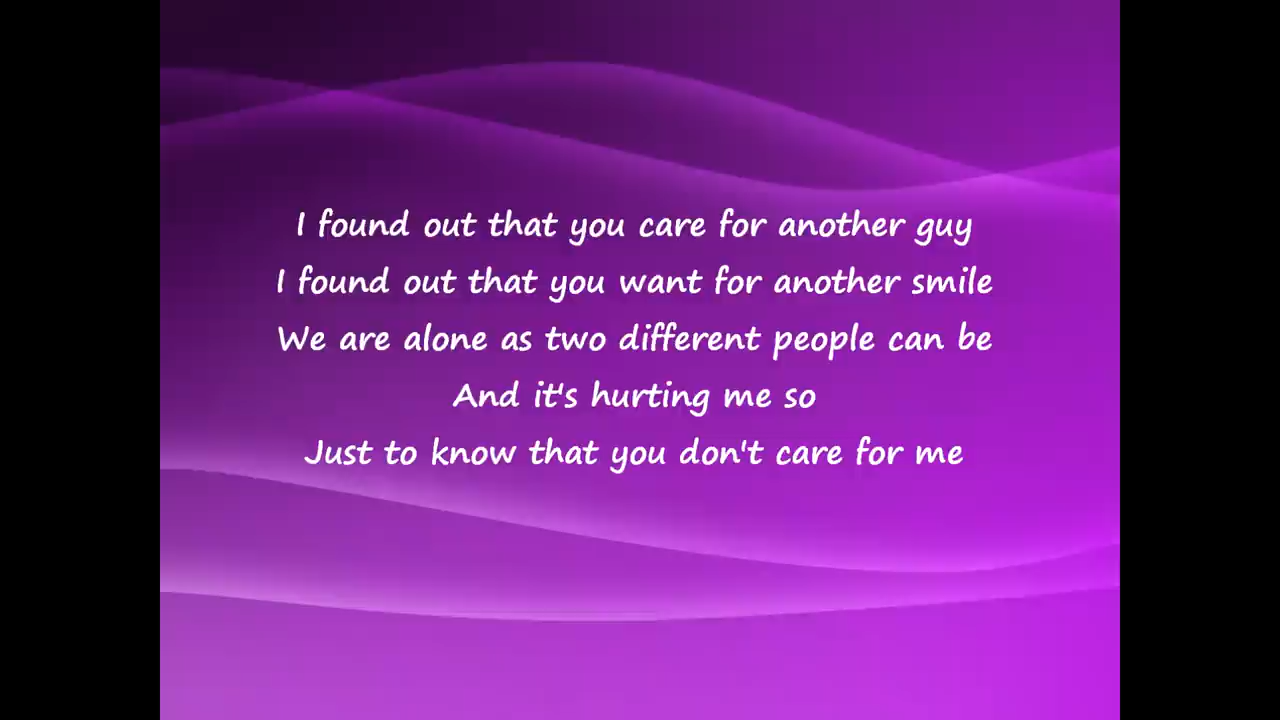 I found out that you care for another guy
I found out that you want for another smile
We are alone as two different people can be
And it's hurting me so
Just to know that you don't care for me